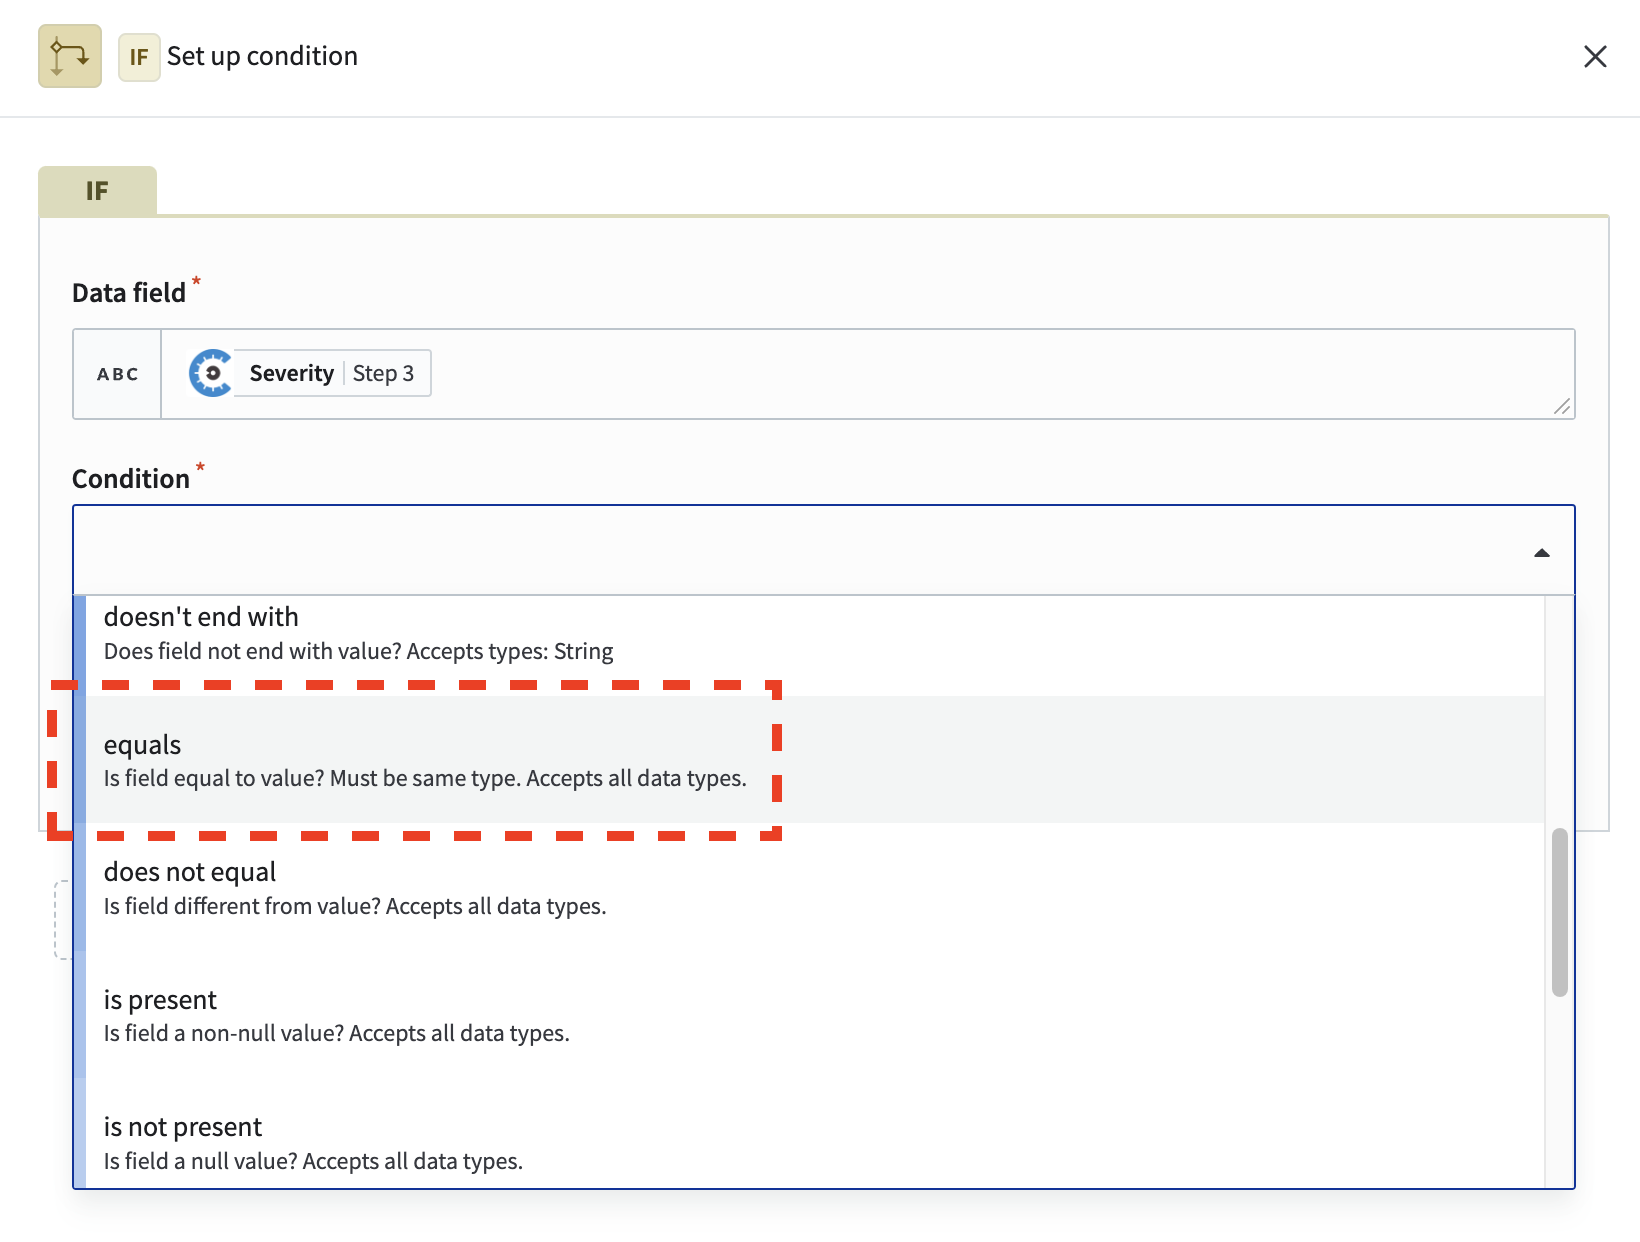 IF Set up condition
IF
Data field *
ABC Severity Step 3
Condition *
doesn't end with
Does field not end with value? Accepts types: String
equals
Is field equal to value? Must be same type. Accepts all data types.
does not equal
Is field different from value? Accepts all data types.
is present
Is field a non-null value? Accepts all data types.
is not present
Is field a null value? Accepts all data types.